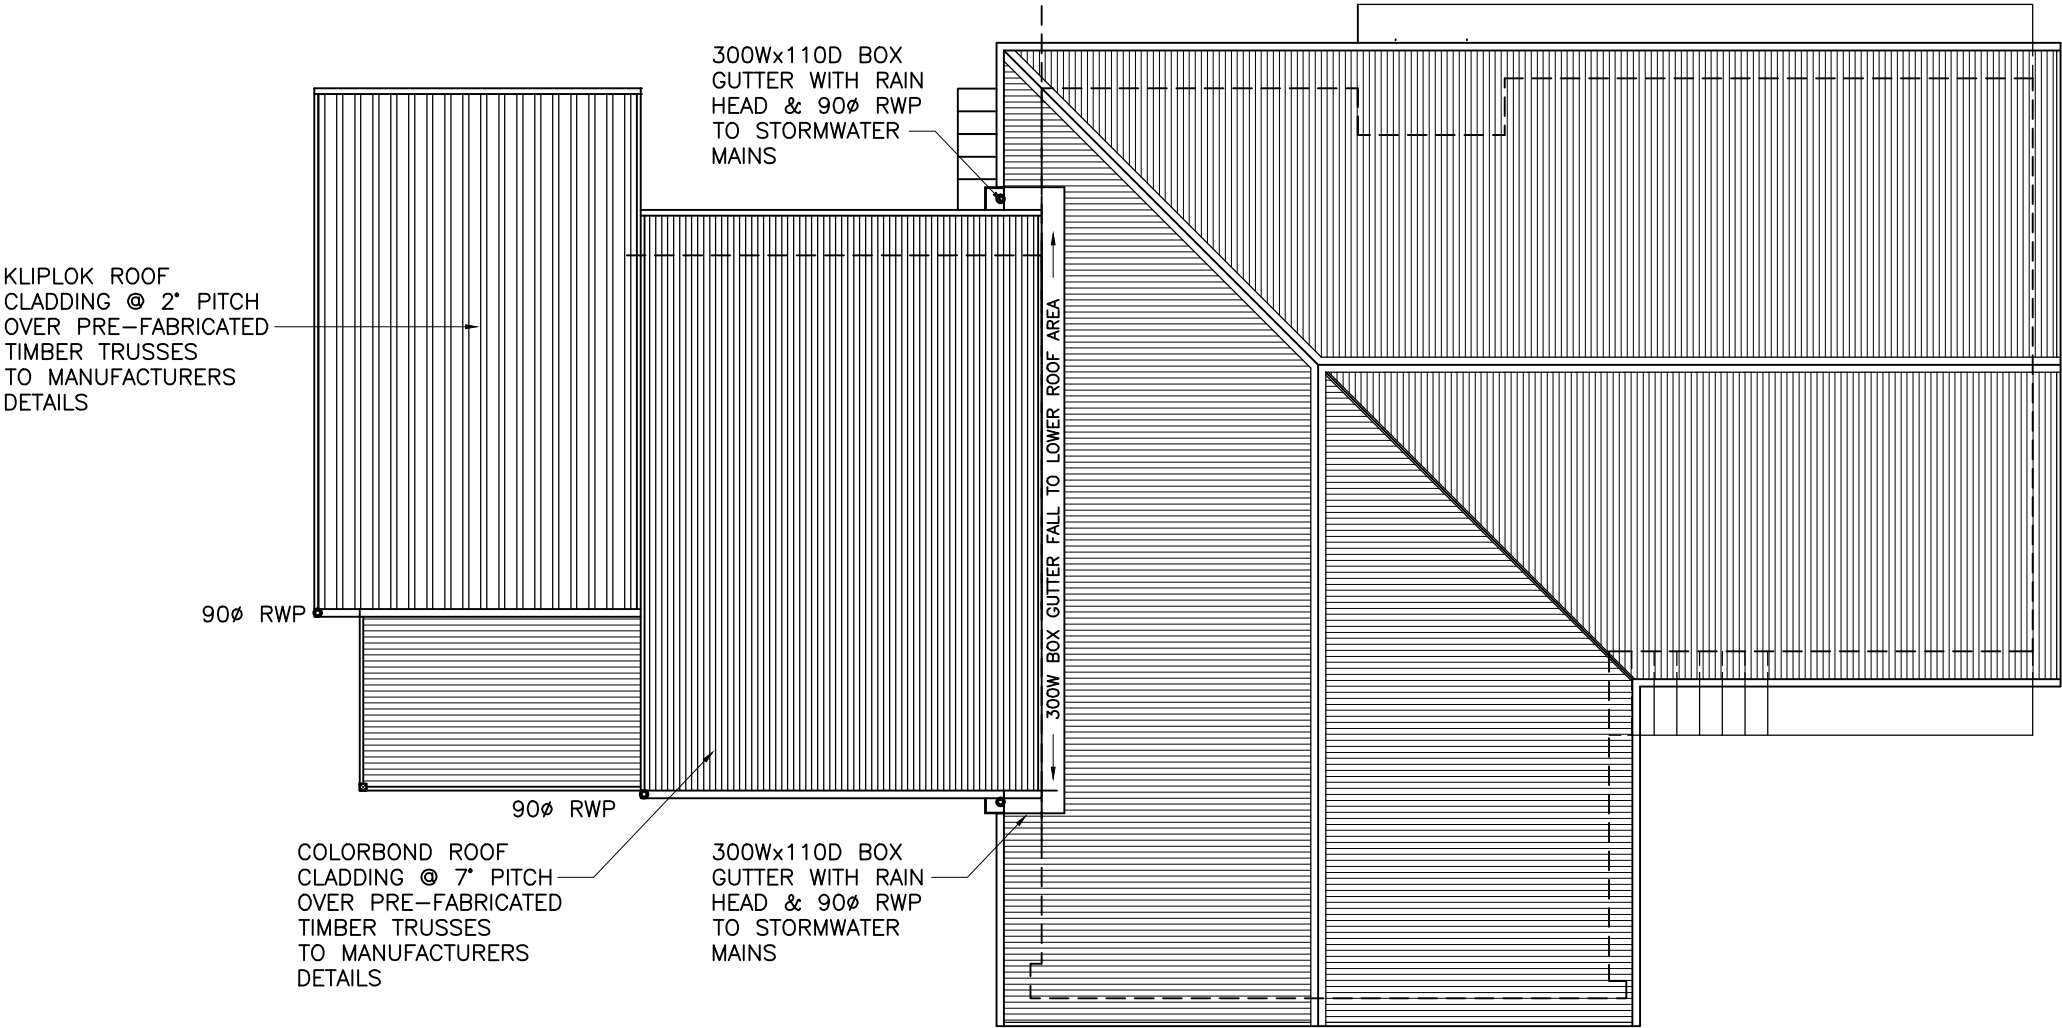 300Wx110D BOX
GUTTER WITH RAIN
HEAD & 90ø RWP
TO STORMWATER
MAINS
KLIPLOK ROOF
CLADDING @ 2° PITCH
OVER PRE-FABRICATED
TIMBER TRUSSES
TO MANUFACTURERS
DETAILS
300W BOX GUTTER FALL TO LOWER ROOF AREA
90ø RWP
90ø RWP
COLORBOND ROOF
CLADDING @ 7° PITCH
OVER PRE-FABRICATED
TIMBER TRUSSES
TO MANUFACTURERS
DETAILS
300Wx110D BOX
GUTTER WITH RAIN
HEAD & 90ø RWP
TO STORMWATER
MAINS